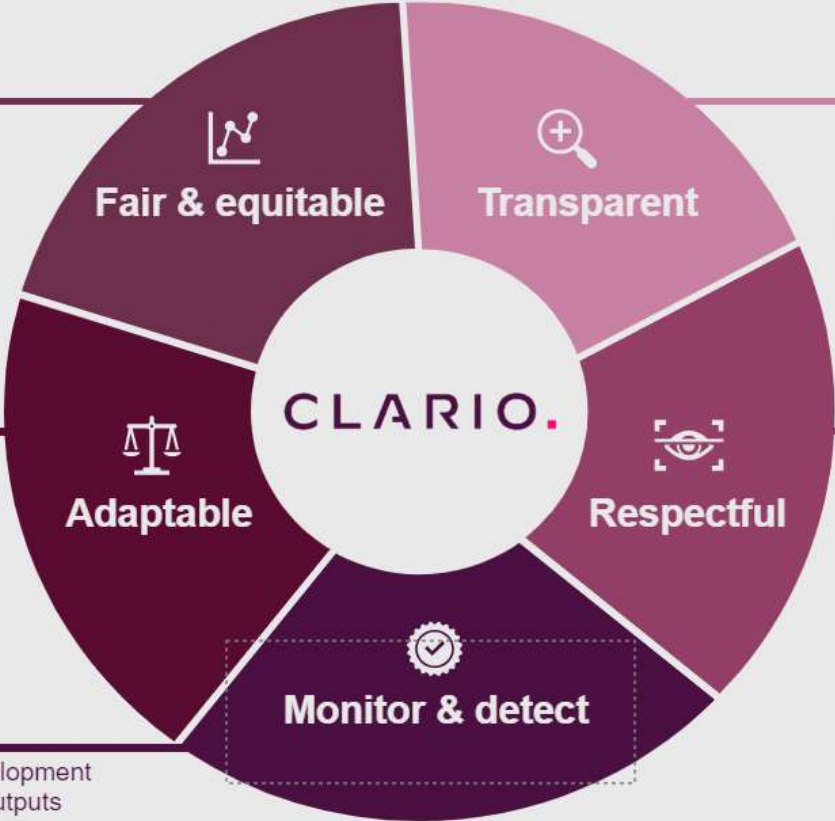 Fair & equitable
Transparent
CLARIO.
Adaptable
Respectful
Monitor & detect